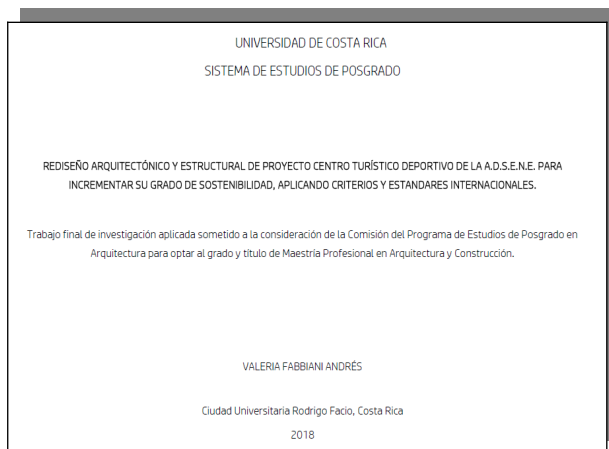 UNIVERSIDAD DE COSTA RICA
SISTEMA DE ESTUDIOS DE POSGRADO
REDISEÑO ARQUITECTÓNICO Y ESTRUCTURAL DE PROYECTO CENTRO TURÍSTICO DEPORTIVO DE LA A.D.S.E.N.E. PARA
INCREMENTAR SU GRADO DE SOSTENIBILIDAD, APLICANDO CRITERIOS Y ESTANDARES INTERNACIONALES.
Trabajo final de investigación aplicada sometido a la consideración de la Comisión del Programa de Estudios de Posgrado en
Arquitectura para optar al grado y título de Maestría Profesional en Arquitectura y Construcción.
VALERIA FABBIANI ANDRÉS
Ciudad Universitaria Rodrigo Facio, Costa Rica
2018